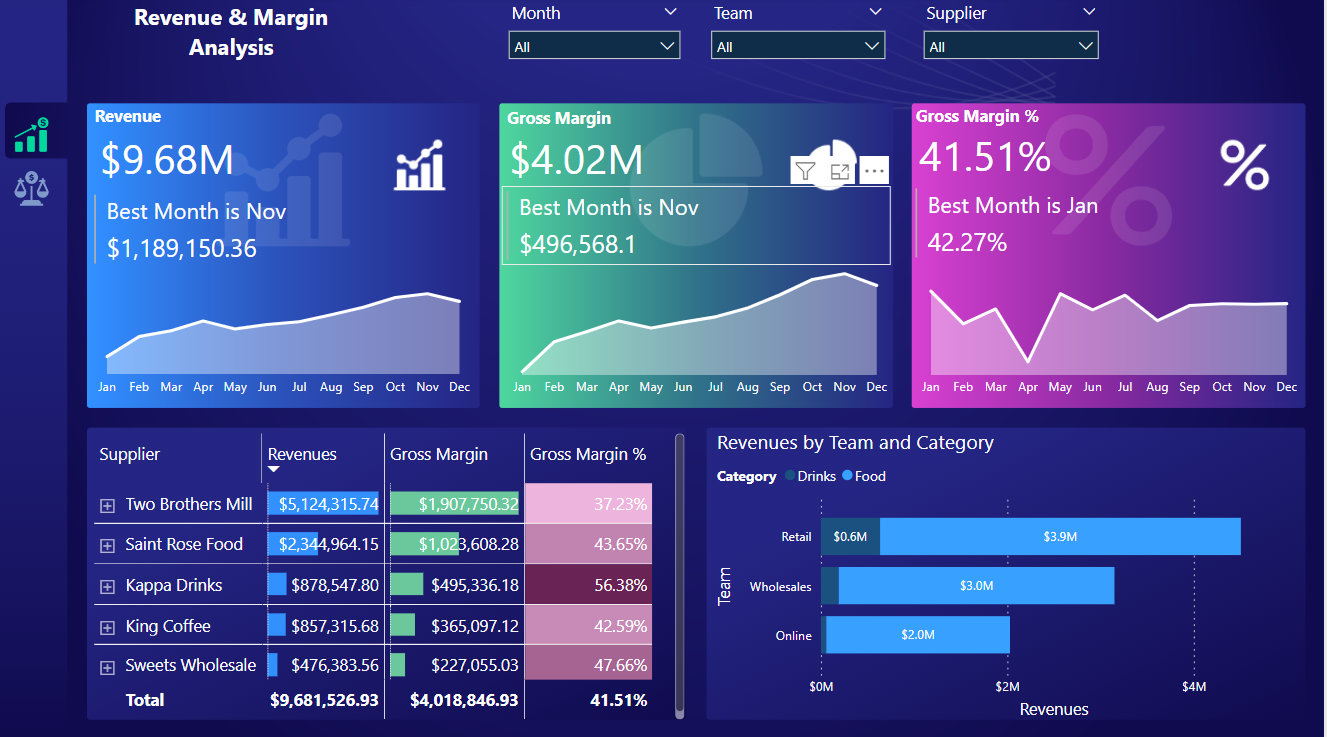 Revenue & Margin
Analysis
Month
Team
Supplier
All
All
All
Revenue
$9.68M
Best Month is Nov
$1,189,150.36
Jan Feb Mar Apr May Jun Jul Aug Sep Oct Nov Dec
Gross Margin
$4.02M
Best Month is Nov
$496,568.1
Jan Feb Mar Apr May Jun Jul Aug Sep Oct Nov Dec
Gross Margin %
41.51%
%
Best Month is Jan
42.27%
Jan Feb Mar Apr May Jun Jul Aug Sep Oct Nov Dec
Supplier Revenues Gross Margin Gross Margin %
Two Brothers Mill $5,124,315.74 $1,907,750.32 37.23%
Saint Rose Food $2,344,964.15 $1,023,608.28 43.65%
Kappa Drinks $878,547.80 $495,336.18 56.38%
King Coffee $857,315.68 $365,097.12 42.59%
Sweets Wholesale $476,383.56 $227,055.03 47.66%
Total $9,681,526.93 $4,018,846.93 41.51%
Revenues by Team and Category
Category Drinks Food
Retail $0.6M $3.9M
Wholesales $3.0M
Online $2.0M
Team
$0M $2M $4M
Revenues